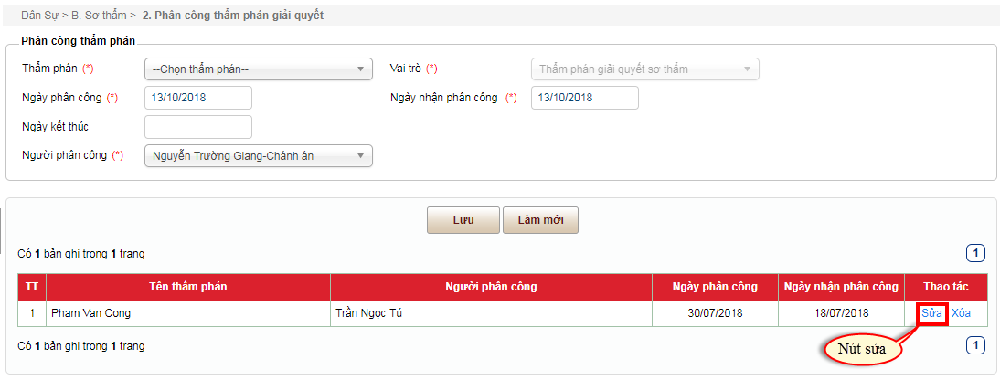 Dân Sự > B. Sơ thẩm > 2. Phân công thẩm phán giải quyết
Phân công thẩm phán
Thẩm phán (*) --Chọn thẩm phán-- Vai trò (*) Thẩm phán giải quyết sơ thẩm
Ngày phân công (*) 13/10/2018 Ngày nhận phân công (*) 13/10/2018
Ngày kết thúc
Người phân công (*) Nguyễn Trường Giang-Chánh án
Lưu Làm mới
Có 1 bản ghi trong 1 trang 1
TT Tên thẩm phán Người phân công Ngày phân công Ngày nhận phân công Thao tác
1 Pham Van Cong Trần Ngọc Tú 30/07/2018 18/07/2018 Sửa Xóa
Có 1 bản ghi trong 1 trang 1
Nút sửa